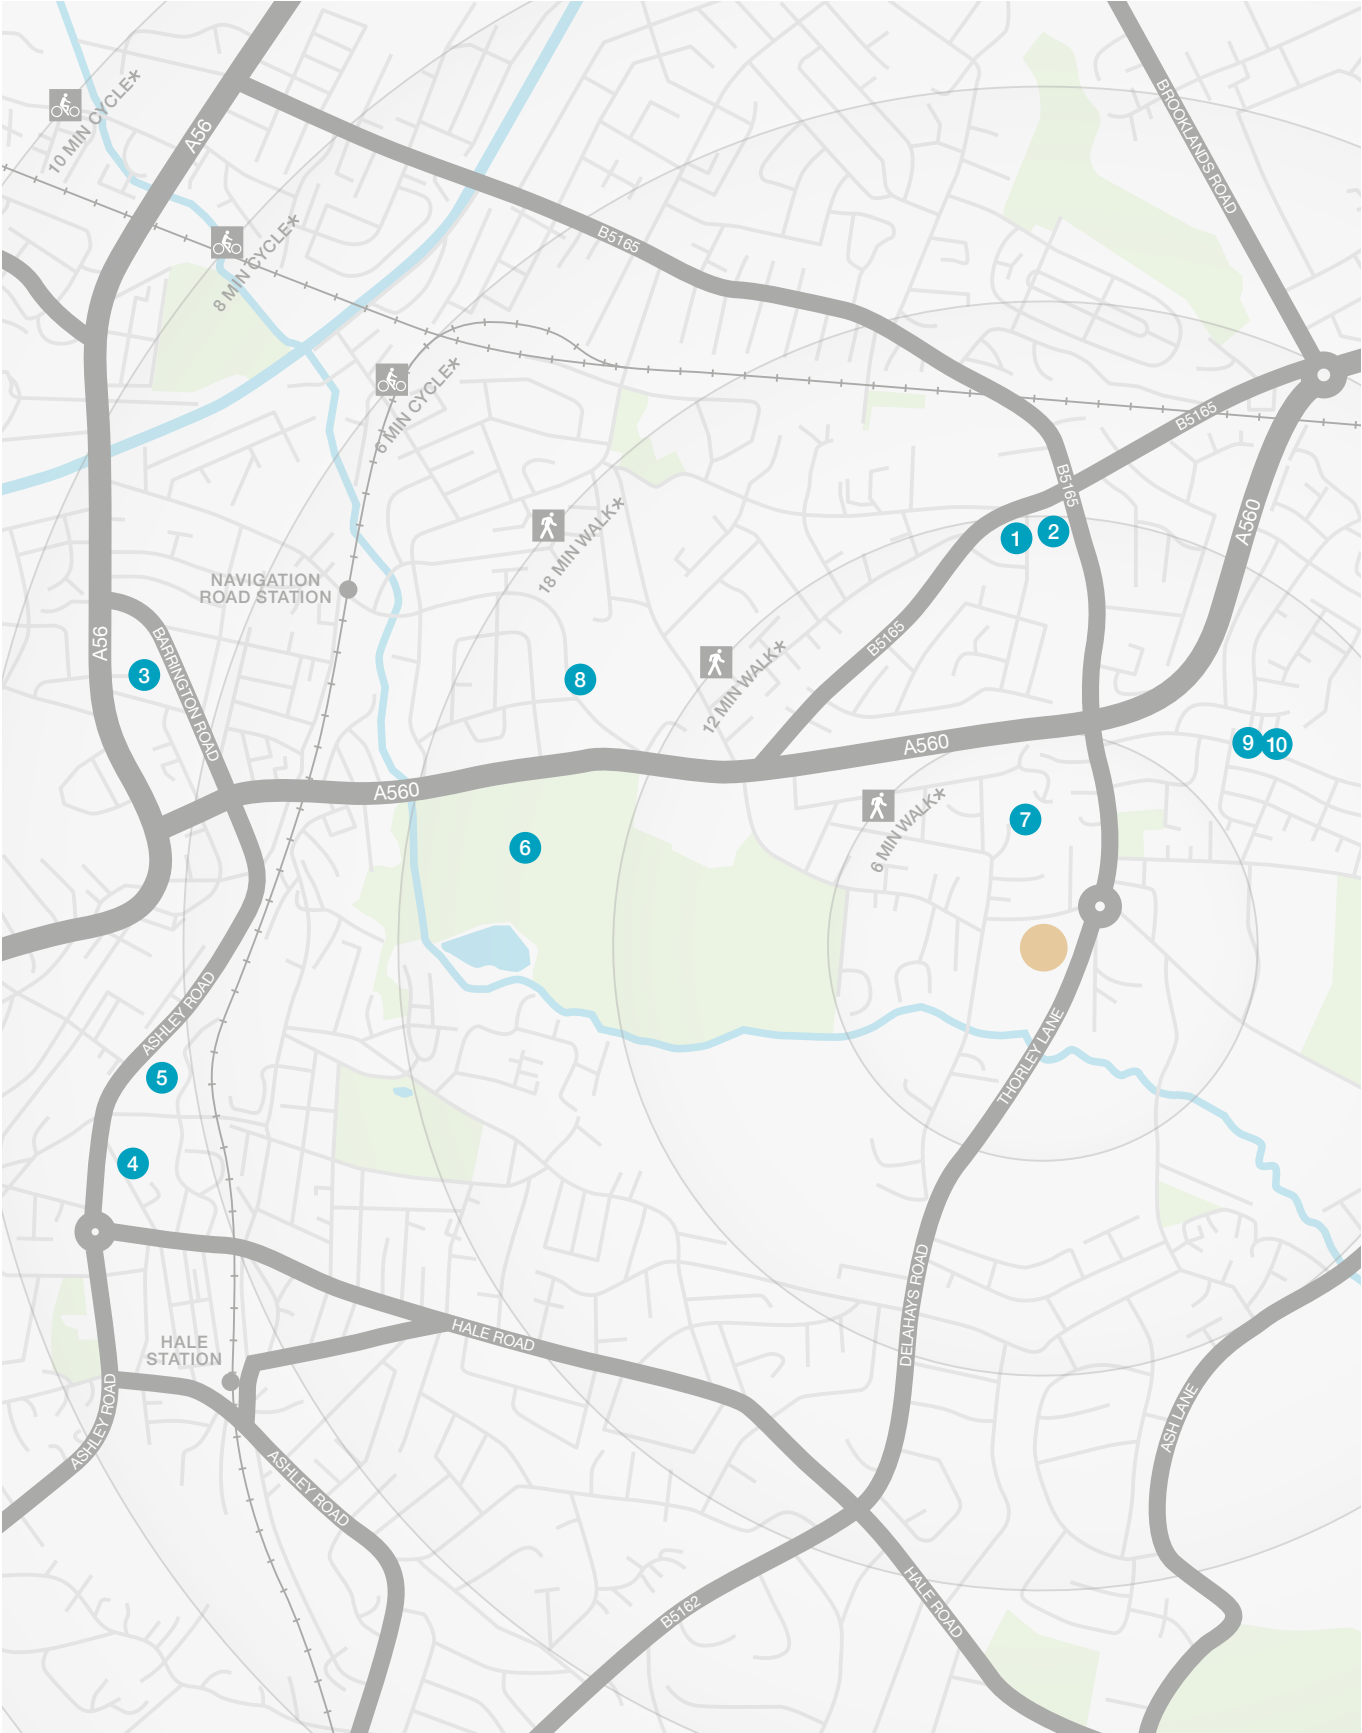 BROOKLANDS ROAD
10 MIN CYCLE*
A56
8 MIN CYCLE*
B5165
6 MIN CYCLE*
B5165
B5165
A560
18 MIN WALK*
1
2
NAVIGATION
ROAD STATION
A56
BARRINGTON ROAD
3
8
12 MIN WALK*
B5165
A560
9
10
A560
6 MIN WALK*
7
6
ASHLEY ROAD
5
THORLEY LANE
4
DELAHAYS ROAD
HALE
STATION
HALE ROAD
ASHLEY ROAD
ASH LANE
ASHLEY ROAD
B5162
HALE ROAD